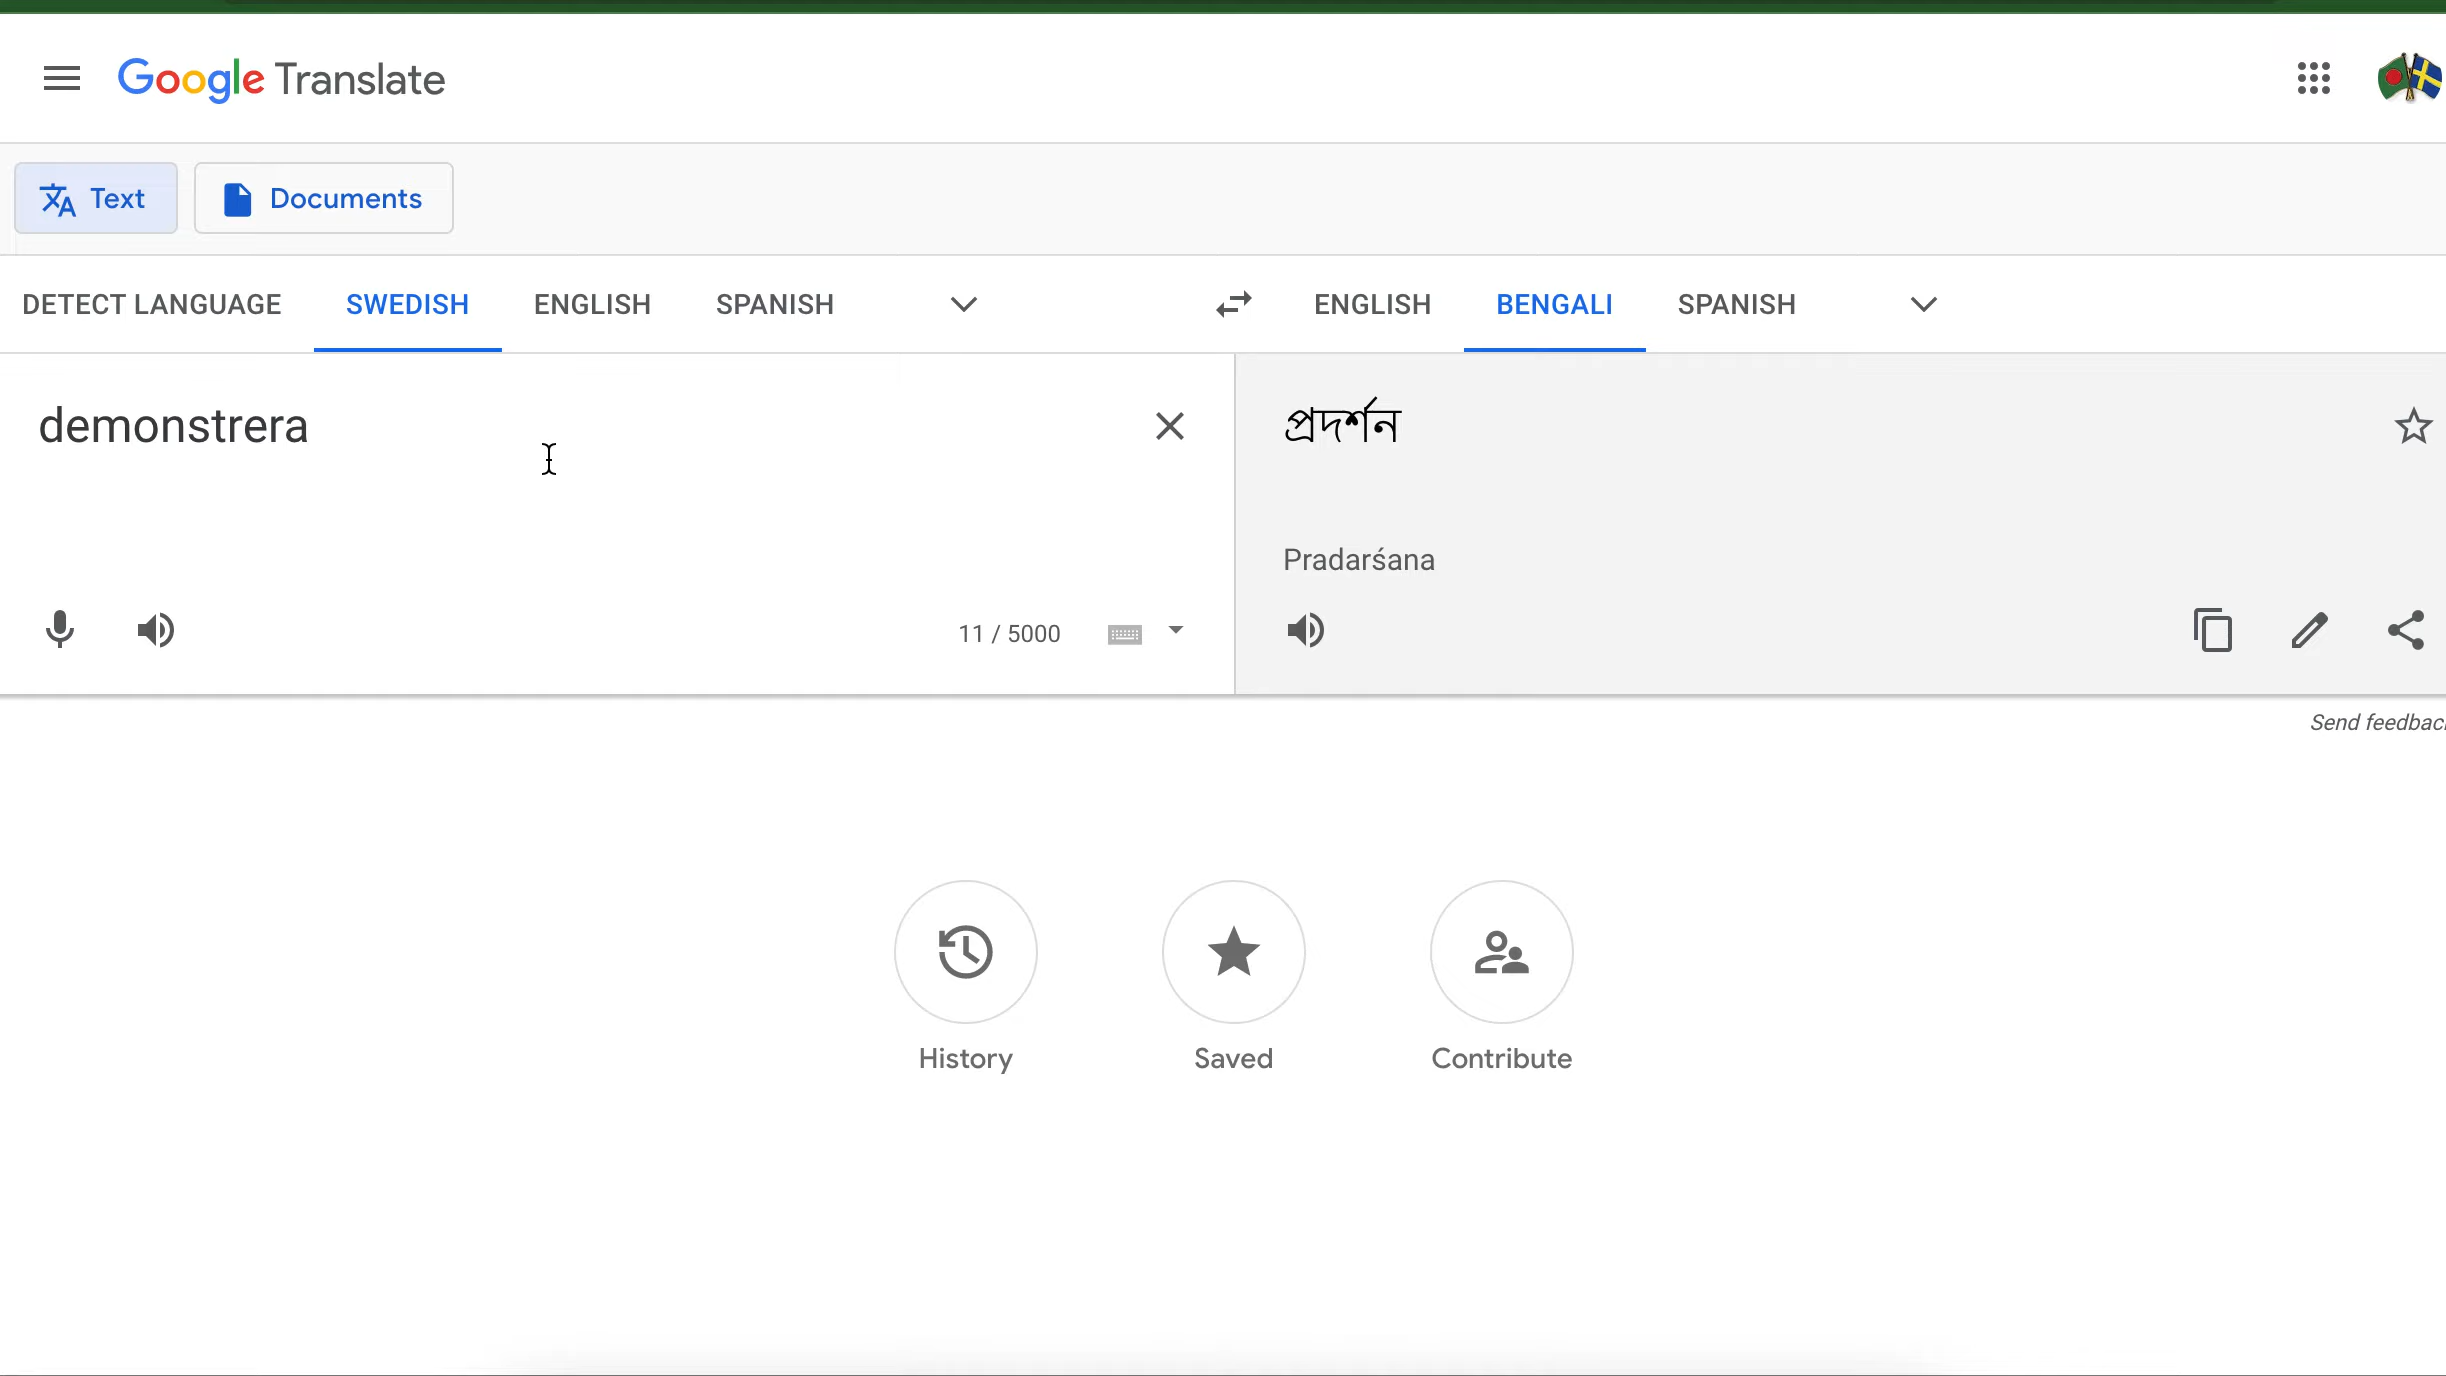 Google Translate
Text
Documents
DETECT LANGUAGE SWEDISH ENGLISH SPANISH
ENGLISH BENGALI SPANISH
demonstrera
11 / 5000
প্রদর্শন
Pradarśana
Send feedback
History
Saved
Contribute